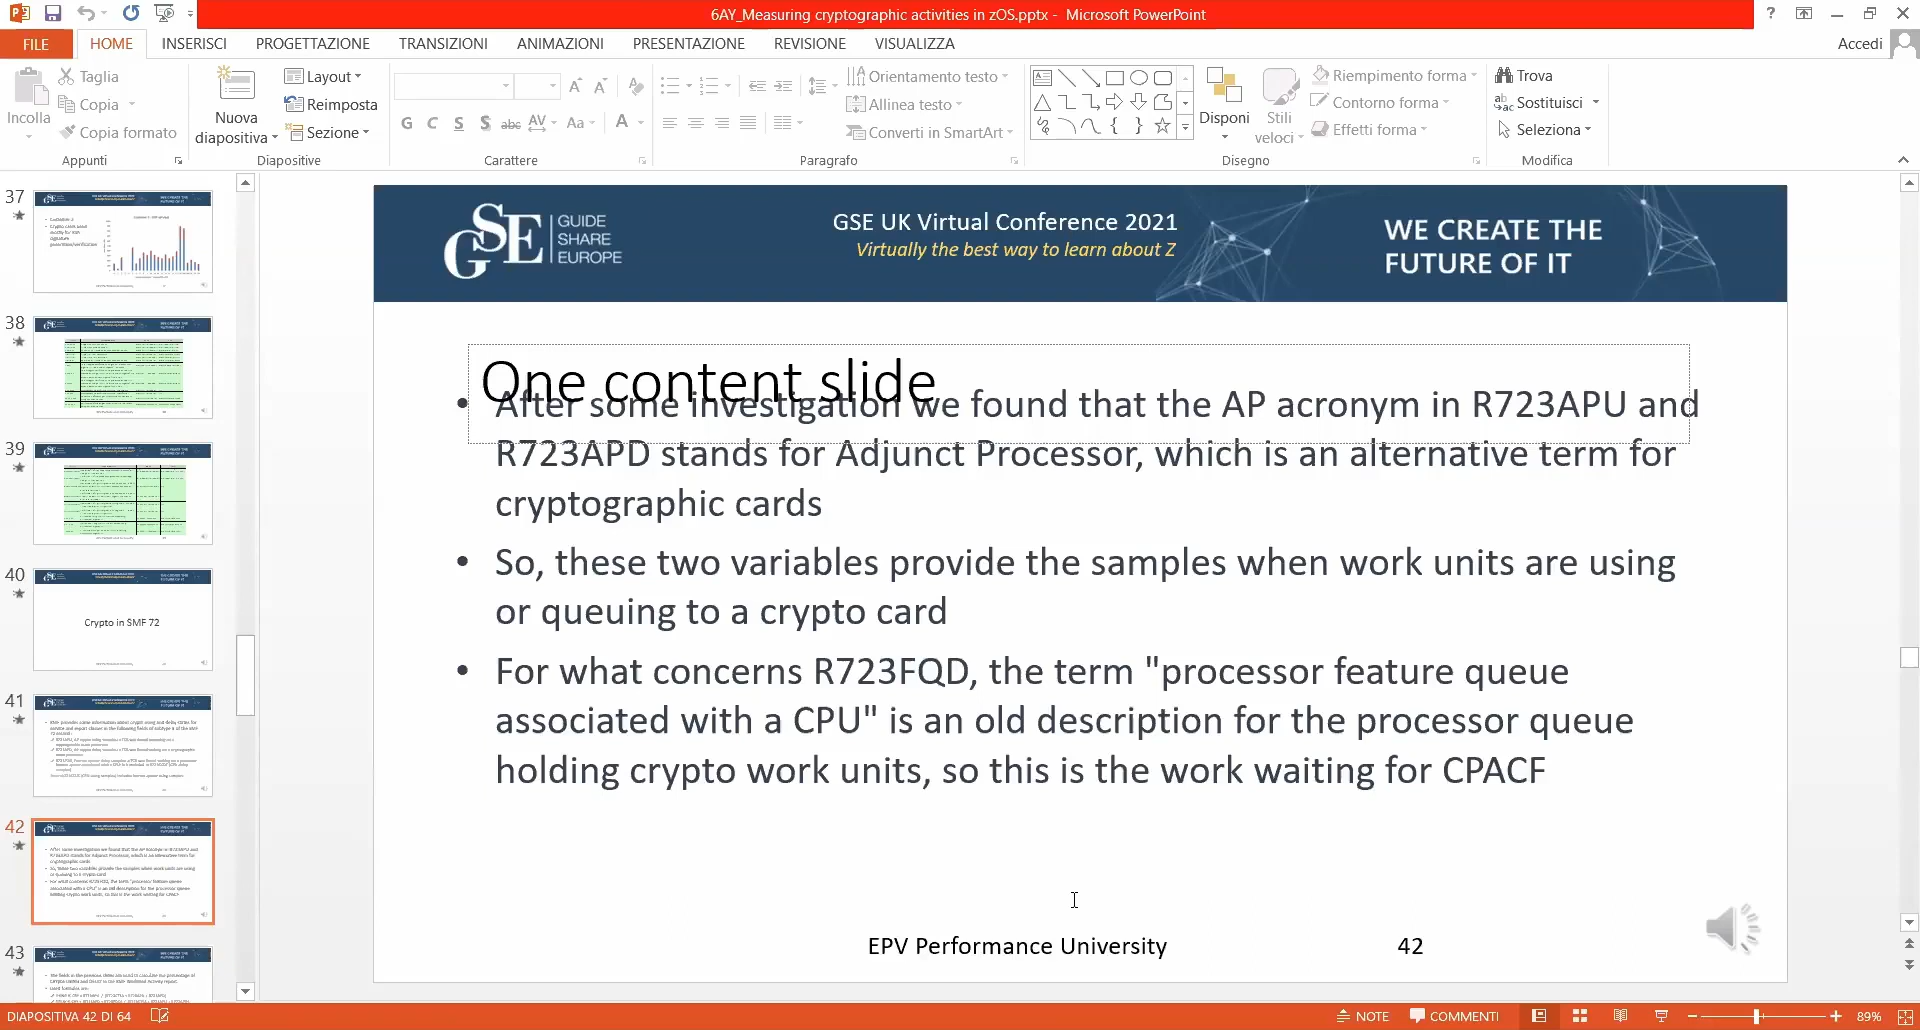 6AY_Measuring cryptographic activities in zOS.pptx - Microsoft PowerPoint
FILE HOME INSERISCI PROGETTAZIONE TRANSIZIONI ANIMAZIONI PRESENTAZIONE REVISIONE VISUALIZZA Accedi
Incolla
Taglia
Copia
Copia formato
Appunti
Nuova
diapositiva
Layout
Reimposta
Sezione
Diapositive
G C S S abc AV Aa A
Carattere
Orientamento testo
Allinea testo
Converti in SmartArt
Paragrafo
Disponi
Stili
veloci
Riempimento forma
Contorno forma
Effetti forma
Disegno
Trova
Sostituisci
Seleziona
Modifica
37
38
39
40
Crypto in SMF 72
41
42
43
GSE GUIDE
SHARE
EUROPE
GSE UK Virtual Conference 2021
Virtually the best way to learn about Z
WE CREATE THE
FUTURE OF IT
One content slide
• After some investigation we found that the AP acronym in R723APU and
R723APD stands for Adjunct Processor, which is an alternative term for
cryptographic cards
• So, these two variables provide the samples when work units are using
or queuing to a crypto card
• For what concerns R723FQD, the term "processor feature queue
associated with a CPU" is an old description for the processor queue
holding crypto work units, so this is the work waiting for CPACF
EPV Performance University 42
DIAPOSITIVA 42 DI 64 NOTE COMMENTI 89%